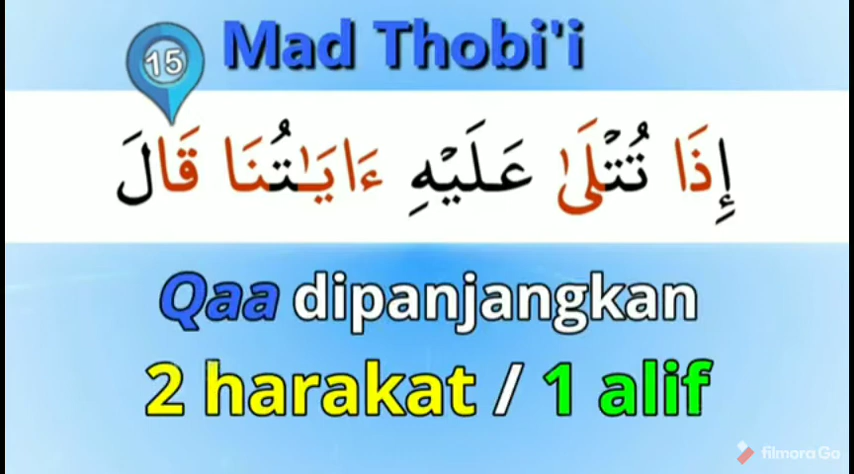 15 Mad Thobi'i
إِذَا تُتْلَىٰ عَلَيْهِ ءَايَـٰتُنَا قَالَ
Qaa dipanjangkan
2 harakat / 1 alif
filmora Go